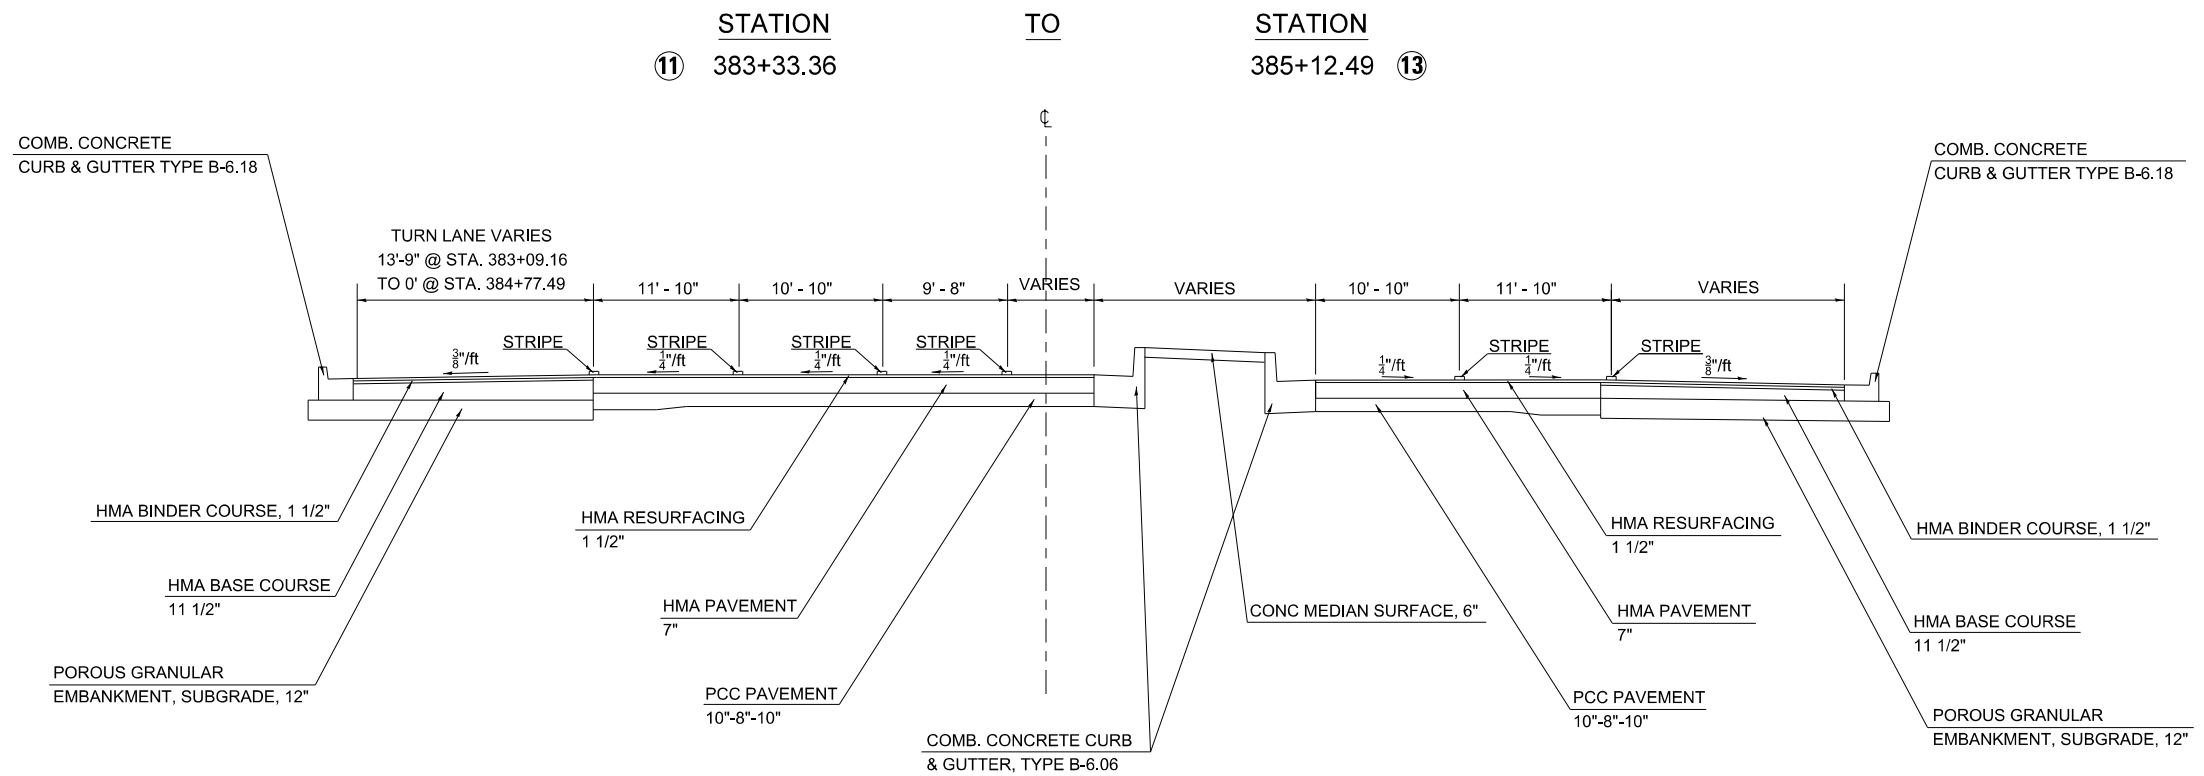 STATION TO STATION
11 383+33.36 385+12.49 13
℄
COMB. CONCRETE
CURB & GUTTER TYPE B-6.18
COMB. CONCRETE
CURB & GUTTER TYPE B-6.18
TURN LANE VARIES
13'-9" @ STA. 383+09.16
TO 0' @ STA. 384+77.49
11' - 10" 10' - 10" 9' - 8" VARIES VARIES 10' - 10" 11' - 10" VARIES
STRIPE STRIPE STRIPE STRIPE STRIPE STRIPE
3/8"/ft 1/4"/ft 1/4"/ft 1/4"/ft 1/4"/ft 1/4"/ft 3/8"/ft
HMA BINDER COURSE, 1 1/2"
HMA RESURFACING
1 1/2"
HMA RESURFACING
1 1/2"
HMA BINDER COURSE, 1 1/2"
HMA BASE COURSE
11 1/2"
HMA PAVEMENT
7"
CONC MEDIAN SURFACE, 6"
HMA PAVEMENT
7"
HMA BASE COURSE
11 1/2"
POROUS GRANULAR
EMBANKMENT, SUBGRADE, 12"
PCC PAVEMENT
10"-8"-10"
COMB. CONCRETE CURB
& GUTTER, TYPE B-6.06
PCC PAVEMENT
10"-8"-10"
POROUS GRANULAR
EMBANKMENT, SUBGRADE, 12"